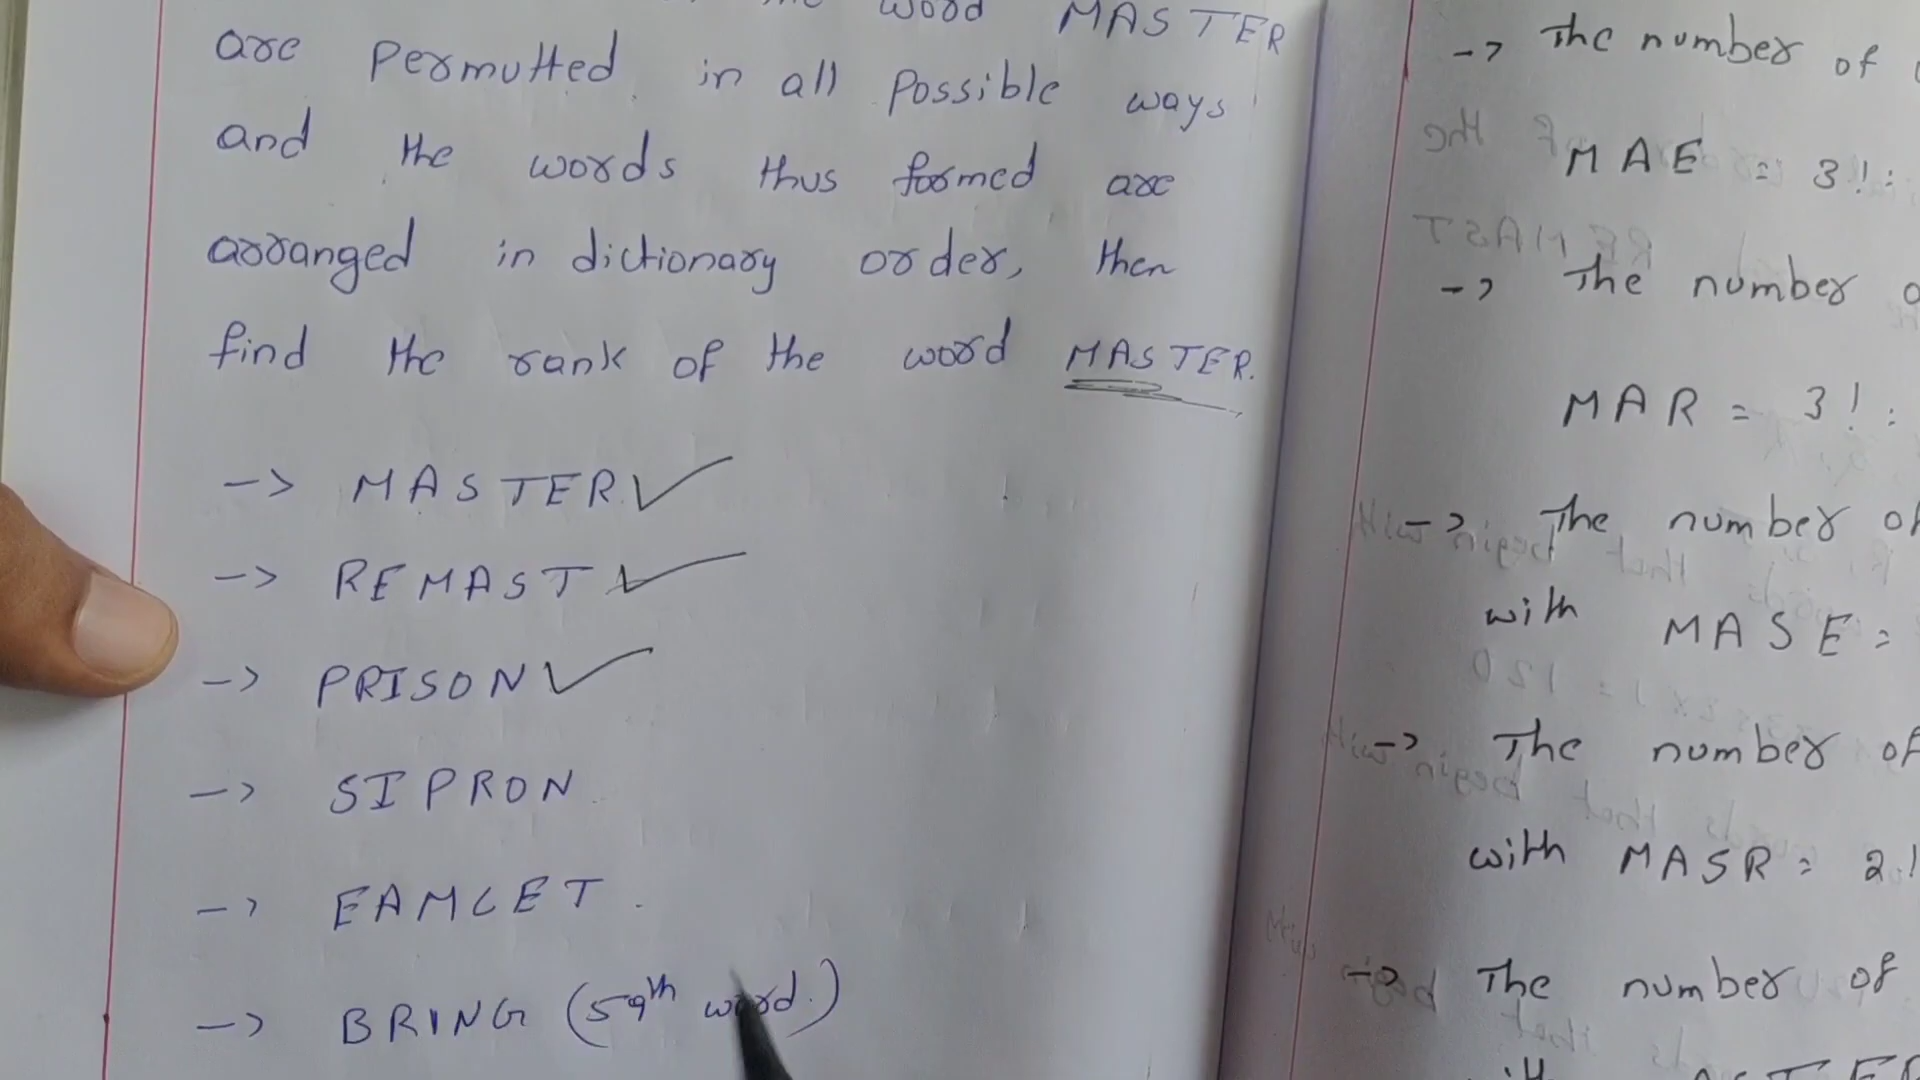 the word MASTER
are permutted in all possible ways
and the words thus formed are
arranged in dictionary order, then
find the rank of the word MASTER.
-> MASTER ✓
-> REMAST ✓
-> PRISON ✓
-> SIPRON
-> EAMCET.
-> BRING (59th word.)
-> The number of
MAE = 3! =
-> The number
MAR = 3! =
-> The number of
with MASE =
-> The number of
with MASR = 2!
-> The number of